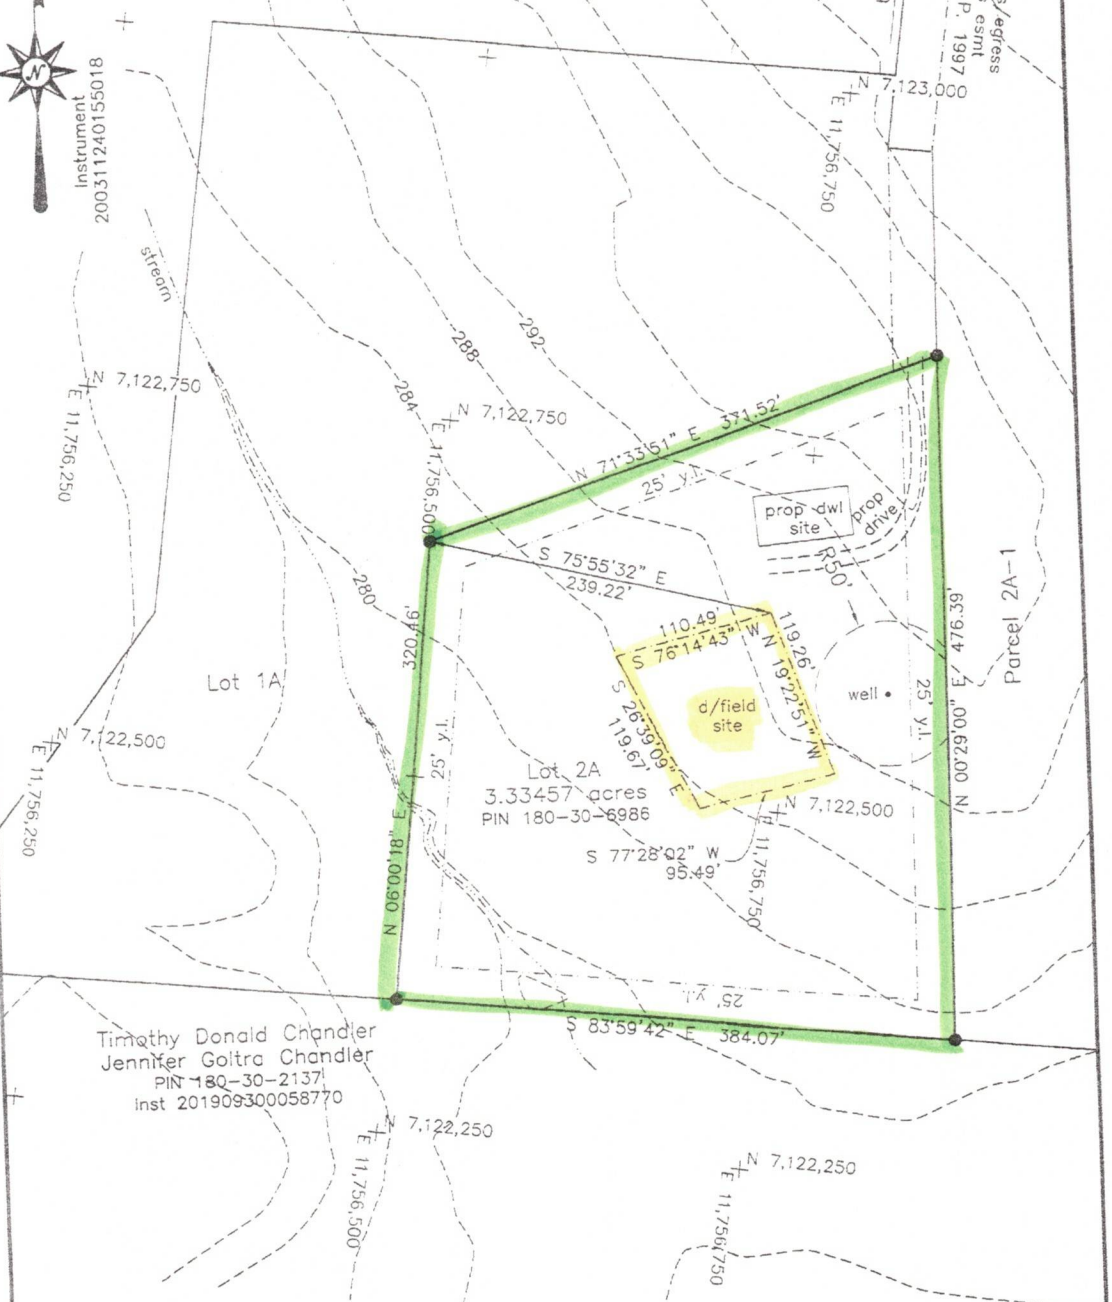 s/egress
esmt
P. 1997
N
Instrument
200311240155018
N 7,123,000
E 11,756,750
stream
292
288
284
280
N 7,122,750
E 11,756,250
N 7,122,750
E 11,756,500
N 71°33'51" E 371.52'
25' y.l.
prop dwl
site
prop
drive
R50'
S 75°55'32" E
239.22'
320.46'
N 06°00'18" E
110.49'
S 76°14'43" W
119.26'
N 19°22'51" W
S 26°39'09" E
119.67'
d/field
site
well
25' y.l.
N 00°29'00" E 476.39'
Parcel 2A-1
Lot 1A
N 7,122,500
E 11,756,250
25' y.l.
Lot 2A
3.33457 acres
PIN 180-30-6986
N 7,122,500
E 11,756,750
S 77°28'02" W
95.49'
25' y.l.
S 83°59'42" E 384.07'
Timothy Donald Chandler
Jennifer Goltra Chandler
PIN 180-30-2137
Inst 201909300058770
N 7,122,250
E 11,756,500
N 7,122,250
E 11,756,750